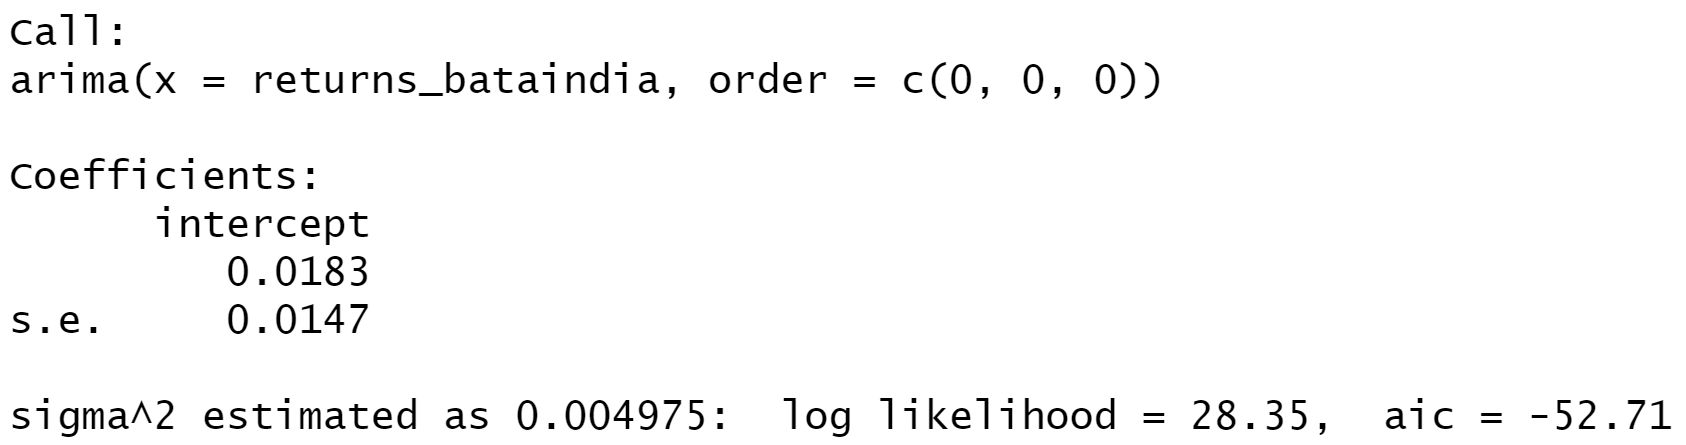 Call:
arima(x = returns_bataindia, order = c(0, 0, 0))
Coefficients:
intercept
0.0183
s.e. 0.0147
sigma^2 estimated as 0.004975: log likelihood = 28.35, aic = -52.71